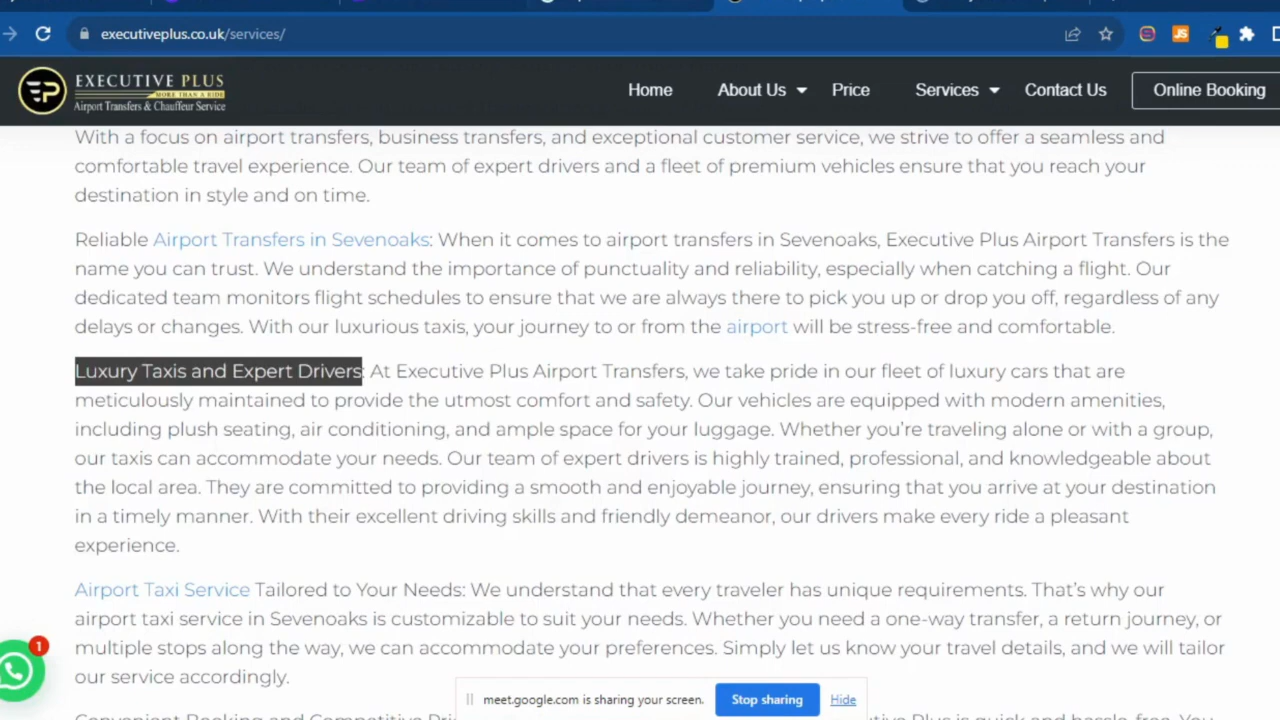 executiveplus.co.uk/services/
EXECUTIVE PLUS
MORE THAN A RIDE
Airport Transfers & Chauffeur Service
Home
About Us
Price
Services
Contact Us
Online Booking
With a focus on airport transfers, business transfers, and exceptional customer service, we strive to offer a seamless and
comfortable travel experience. Our team of expert drivers and a fleet of premium vehicles ensure that you reach your
destination in style and on time.
Reliable Airport Transfers in Sevenoaks: When it comes to airport transfers in Sevenoaks, Executive Plus Airport Transfers is the
name you can trust. We understand the importance of punctuality and reliability, especially when catching a flight. Our
dedicated team monitors flight schedules to ensure that we are always there to pick you up or drop you off, regardless of any
delays or changes. With our luxurious taxis, your journey to or from the airport will be stress-free and comfortable.
Luxury Taxis and Expert Drivers: At Executive Plus Airport Transfers, we take pride in our fleet of luxury cars that are
meticulously maintained to provide the utmost comfort and safety. Our vehicles are equipped with modern amenities,
including plush seating, air conditioning, and ample space for your luggage. Whether you're traveling alone or with a group,
our taxis can accommodate your needs. Our team of expert drivers is highly trained, professional, and knowledgeable about
the local area. They are committed to providing a smooth and enjoyable journey, ensuring that you arrive at your destination
in a timely manner. With their excellent driving skills and friendly demeanor, our drivers make every ride a pleasant
experience.
Airport Taxi Service Tailored to Your Needs: We understand that every traveler has unique requirements. That's why our
airport taxi service in Sevenoaks is customizable to suit your needs. Whether you need a one-way transfer, a return journey, or
multiple stops along the way, we can accommodate your preferences. Simply let us know your travel details, and we will tailor
our service accordingly.
1
meet.google.com is sharing your screen.
Stop sharing
Hide